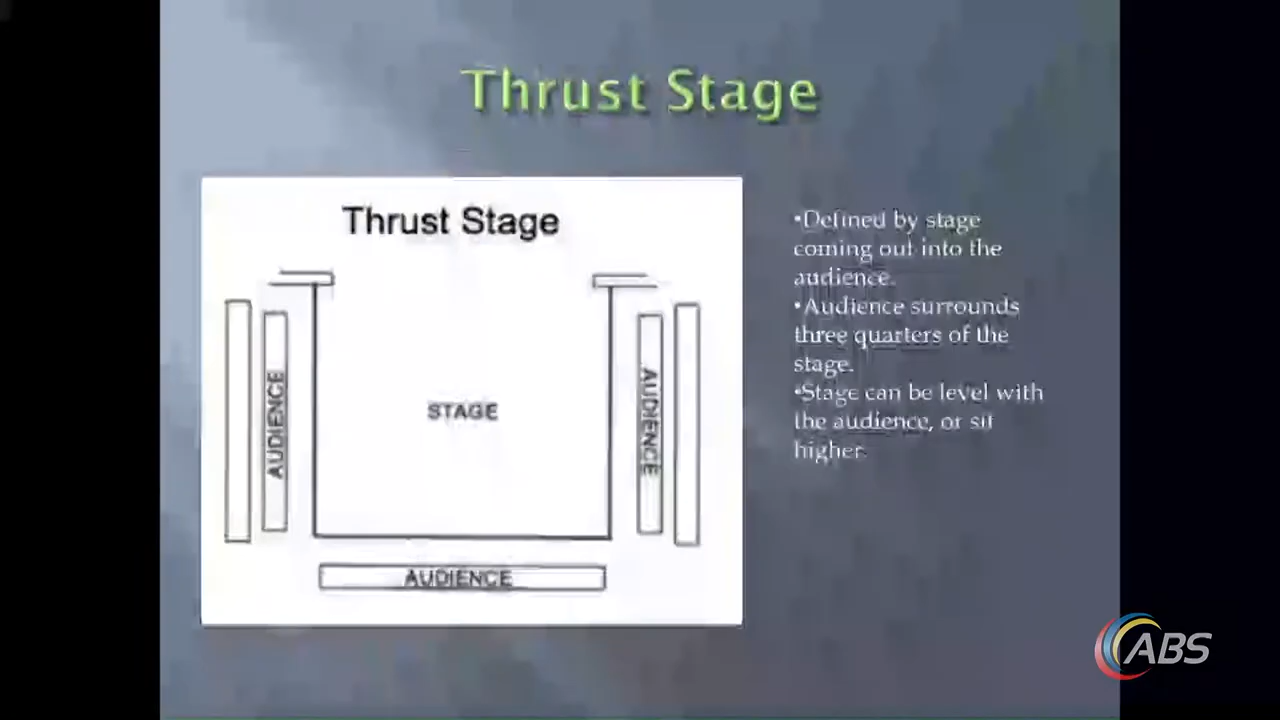 Thrust Stage
Thrust Stage
STAGE
AUDIENCE
AUDIENCE
AUDIENCE
•Defined by stage
coming out into the
audience.
•Audience surrounds
three quarters of the
stage.
•Stage can be level with
the audience, or sit
higher.
ABS